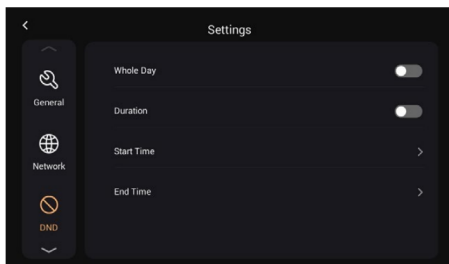 Settings
General
Network
DND
Whole Day
Duration
Start Time
End Time